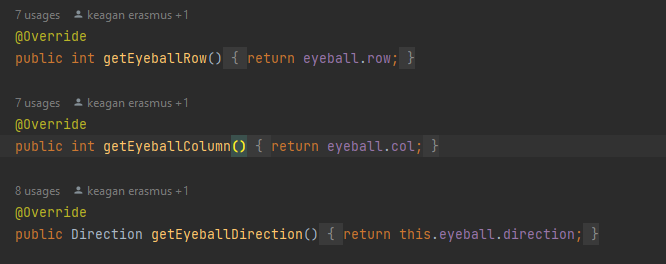 7 usages keagan erasmus +1
@Override
public int getEyeballRow() { return eyeball.row; }
7 usages keagan erasmus +1
@Override
public int getEyeballColumn() { return eyeball.col; }
8 usages keagan erasmus +1
@Override
public Direction getEyeballDirection() { return this.eyeball.direction; }